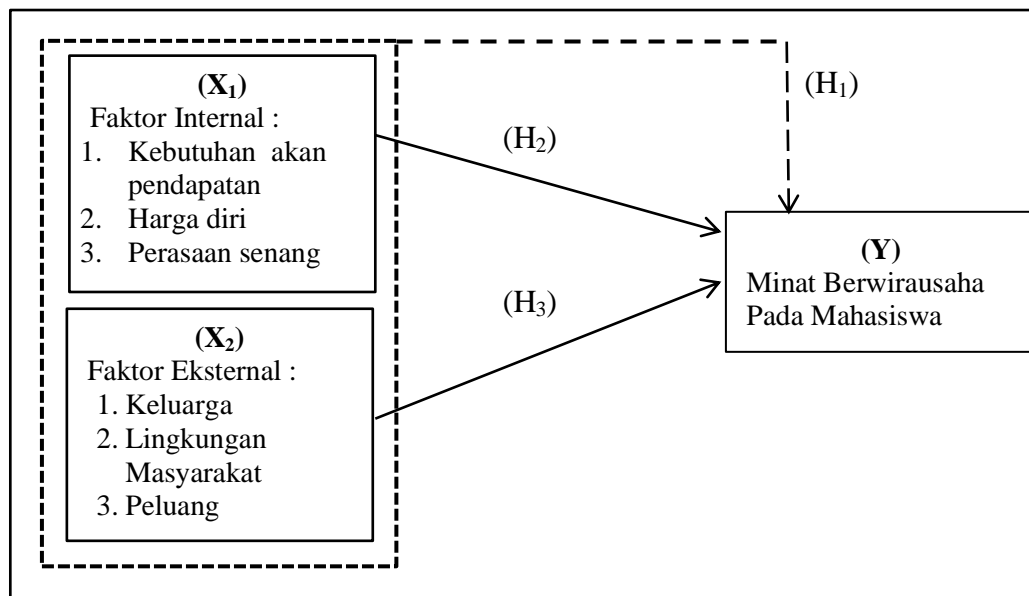 (X₁)
Faktor Internal :
1. Kebutuhan akan
pendapatan
2. Harga diri
3. Perasaan senang
(X₂)
Faktor Eksternal :
1. Keluarga
2. Lingkungan
Masyarakat
3. Peluang
(H₁)
(H₂)
(H₃)
(Y)
Minat Berwirausaha
Pada Mahasiswa